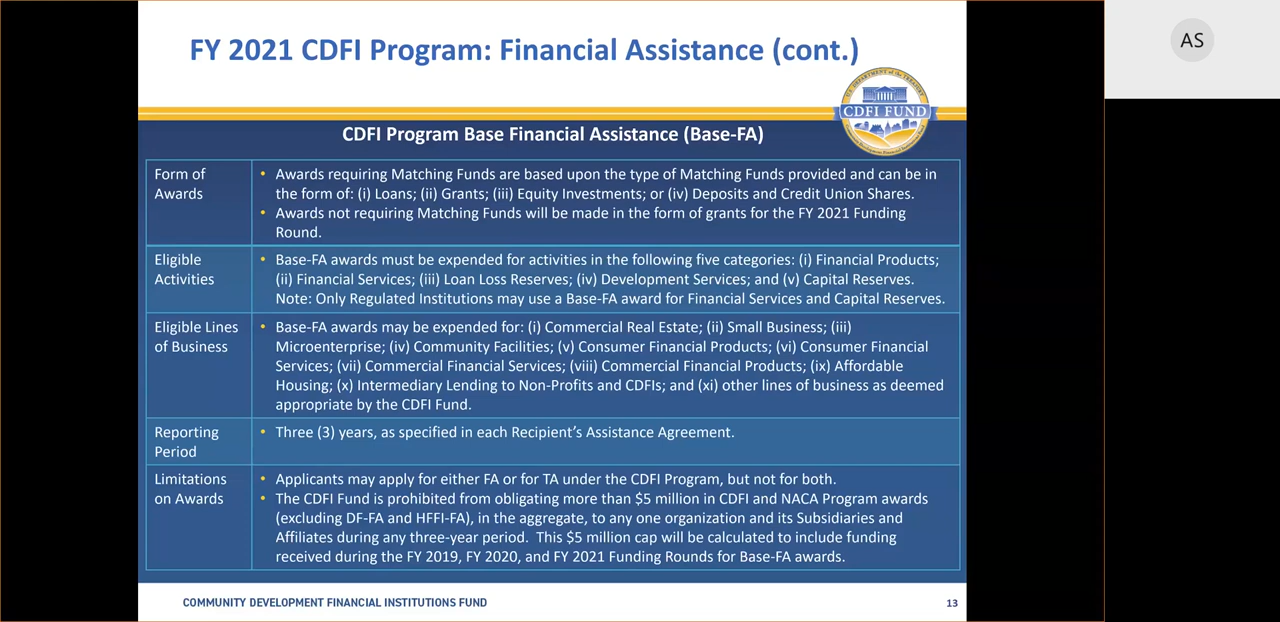 FY 2021 CDFI Program: Financial Assistance (cont.)
AS
CDFI FUND
CDFI Program Base Financial Assistance (Base-FA)
Form of
Awards
• Awards requiring Matching Funds are based upon the type of Matching Funds provided and can be in
the form of: (i) Loans; (ii) Grants; (iii) Equity Investments; or (iv) Deposits and Credit Union Shares.
• Awards not requiring Matching Funds will be made in the form of grants for the FY 2021 Funding
Round.
Eligible
Activities
• Base-FA awards must be expended for activities in the following five categories: (i) Financial Products;
(ii) Financial Services; (iii) Loan Loss Reserves; (iv) Development Services; and (v) Capital Reserves.
Note: Only Regulated Institutions may use a Base-FA award for Financial Services and Capital Reserves.
Eligible Lines
of Business
• Base-FA awards may be expended for: (i) Commercial Real Estate; (ii) Small Business; (iii)
Microenterprise; (iv) Community Facilities; (v) Consumer Financial Products; (vi) Consumer Financial
Services; (vii) Commercial Financial Services; (viii) Commercial Financial Products; (ix) Affordable
Housing; (x) Intermediary Lending to Non-Profits and CDFIs; and (xi) other lines of business as deemed
appropriate by the CDFI Fund.
Reporting
Period
• Three (3) years, as specified in each Recipient's Assistance Agreement.
Limitations
on Awards
• Applicants may apply for either FA or for TA under the CDFI Program, but not for both.
• The CDFI Fund is prohibited from obligating more than $5 million in CDFI and NACA Program awards
(excluding DF-FA and HFFI-FA), in the aggregate, to any one organization and its Subsidiaries and
Affiliates during any three-year period.  This $5 million cap will be calculated to include funding
received during the FY 2019, FY 2020, and FY 2021 Funding Rounds for Base-FA awards.
COMMUNITY DEVELOPMENT FINANCIAL INSTITUTIONS FUND
13